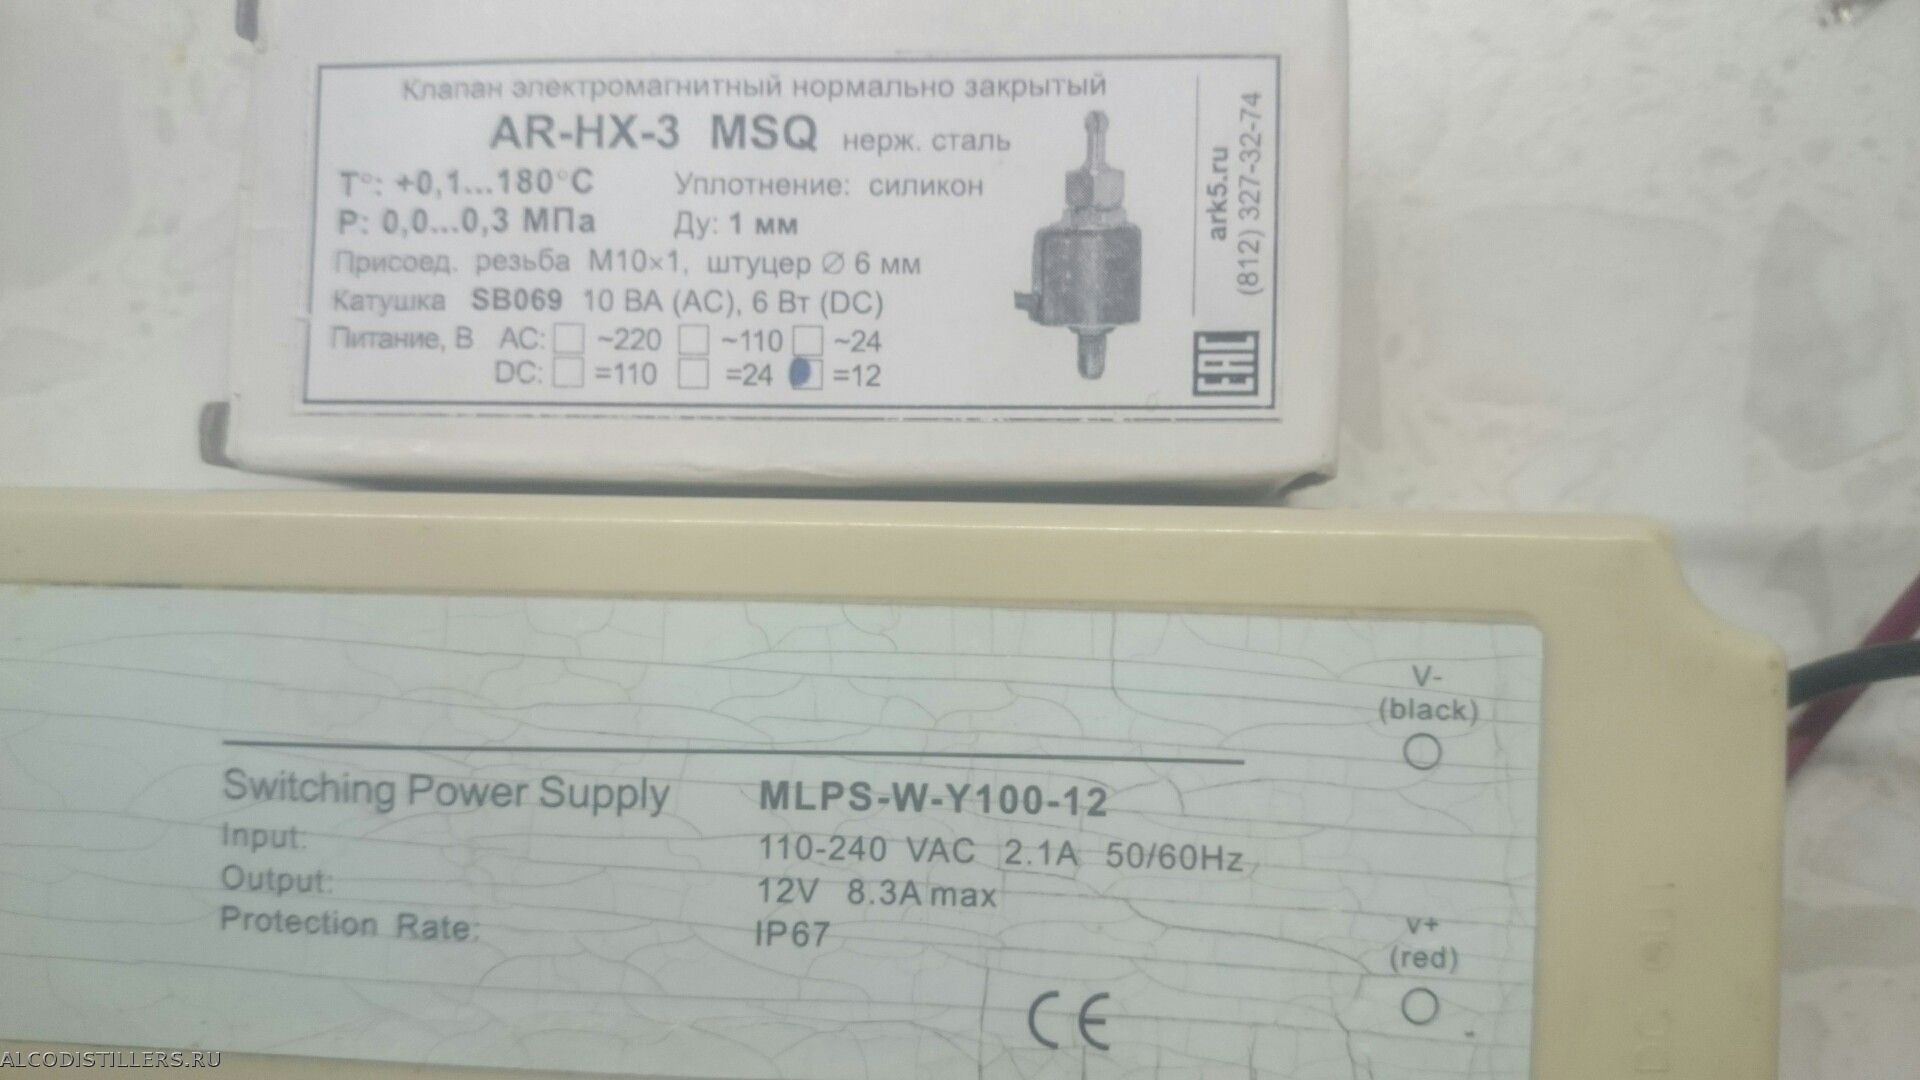 Клапан электромагнитный нормально закрытый
AR-HX-3 MSQ нерж. сталь
T°: +0,1...180°C Уплотнение: силикон
P: 0,0...0,3 МПа Ду: 1 мм
Присоед. резьба М10×1, штуцер ∅ 6 мм
Катушка SB069 10 ВА (AC), 6 Вт (DC)
Питание, В AC: ~220 ~110 ~24
DC: =110 =24 =12
ark5.ru
(812) 327-32-74
EAC
V-
(black)
Switching Power Supply MLPS-W-Y100-12
Input: 110-240 VAC 2.1A 50/60Hz
Output: 12V 8.3A max
Protection Rate: IP67
V+
(red)
CE
ALCODISTILLERS.RU